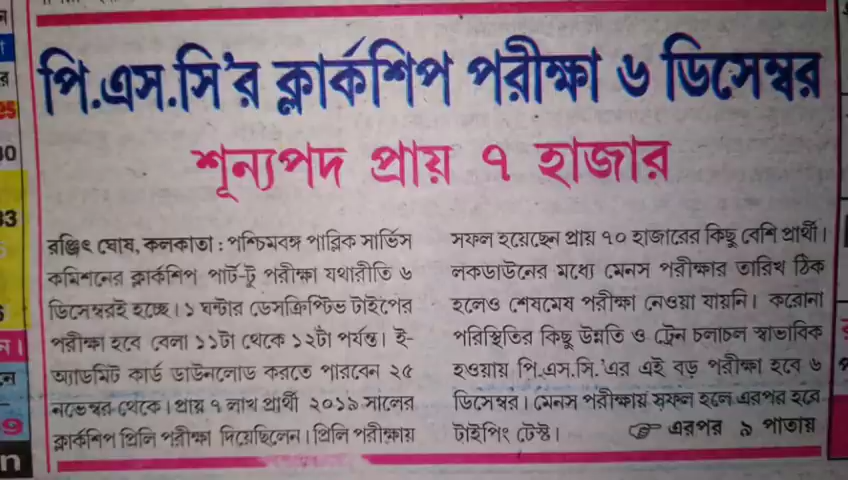 পি.এস.সি'র ক্লার্কশিপ পরীক্ষা ৬ ডিসেম্বর
শূন্যপদ প্রায় ৭ হাজার
রঞ্জিৎ ঘোষ, কলকাতা : পশ্চিমবঙ্গ পাব্লিক সার্ভিস
কমিশনের ক্লার্কশিপ পার্ট-টু পরীক্ষা যথারীতি ৬
ডিসেম্বরই হচ্ছে। ১ ঘন্টার ডেসক্রিপ্টিভ টাইপের
পরীক্ষা হবে বেলা ১১টা থেকে ১২টা পর্যন্ত। ই-
অ্যাডমিট কার্ড ডাউনলোড করতে পারবেন ২৫
নভেম্বর থেকে। প্রায় ৭ লাখ প্রার্থী ২০১৯ সালের
ক্লার্কশিপ প্রিলি পরীক্ষা দিয়েছিলেন। প্রিলি পরীক্ষায়
সফল হয়েছেন প্রায় ৭০ হাজারের কিছু বেশি প্রার্থী।
লকডাউনের মধ্যে মেনস পরীক্ষার তারিখ ঠিক
হলেও শেষমেষ পরীক্ষা নেওয়া যায়নি। করোনা
পরিস্থিতির কিছু উন্নতি ও ট্রেন চলাচল স্বাভাবিক
হওয়ায় পি.এস.সি.'এর এই বড় পরীক্ষা হবে ৬
ডিসেম্বর। মেনস পরীক্ষায় সফল হলে এরপর হবে
টাইপিং টেস্ট। এরপর ৯ পাতায়